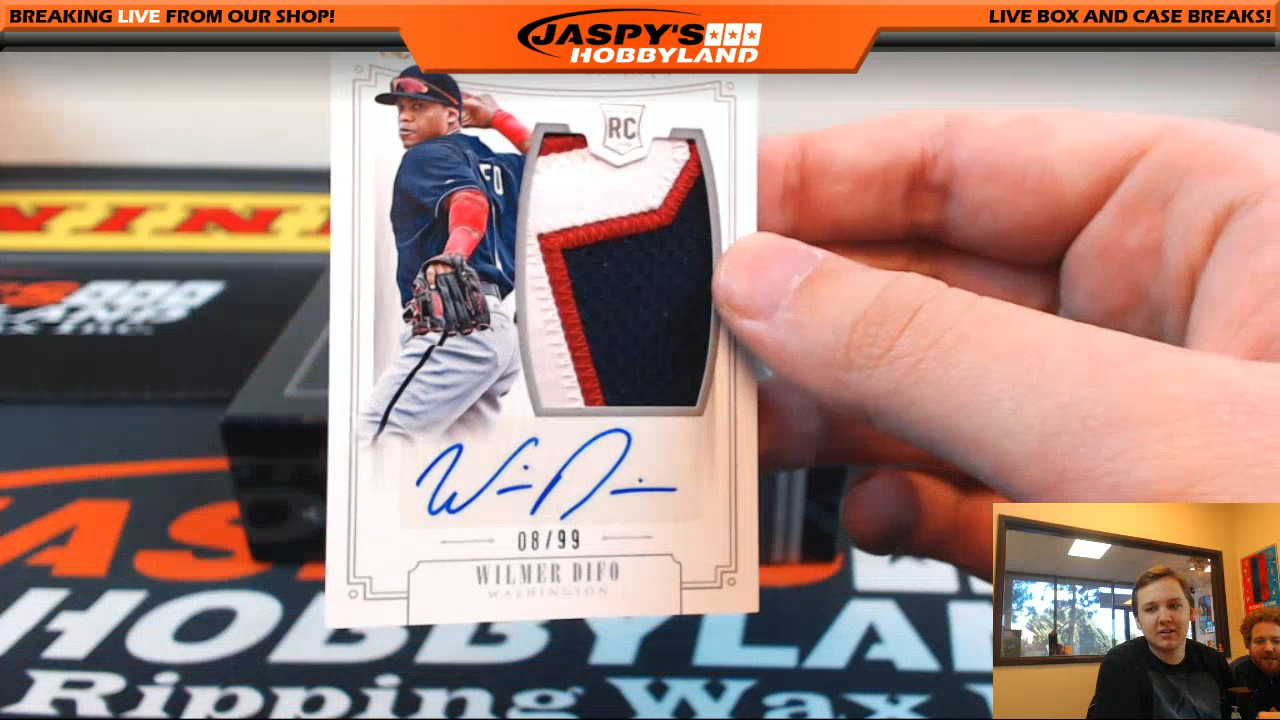 BREAKING LIVE FROM OUR SHOP!
JASPY'S
HOBBYLAND
LIVE BOX AND CASE BREAKS!
RC
08/99
WILMER DIFO
WASHINGTON
HOBBYLA
Ripping Wax